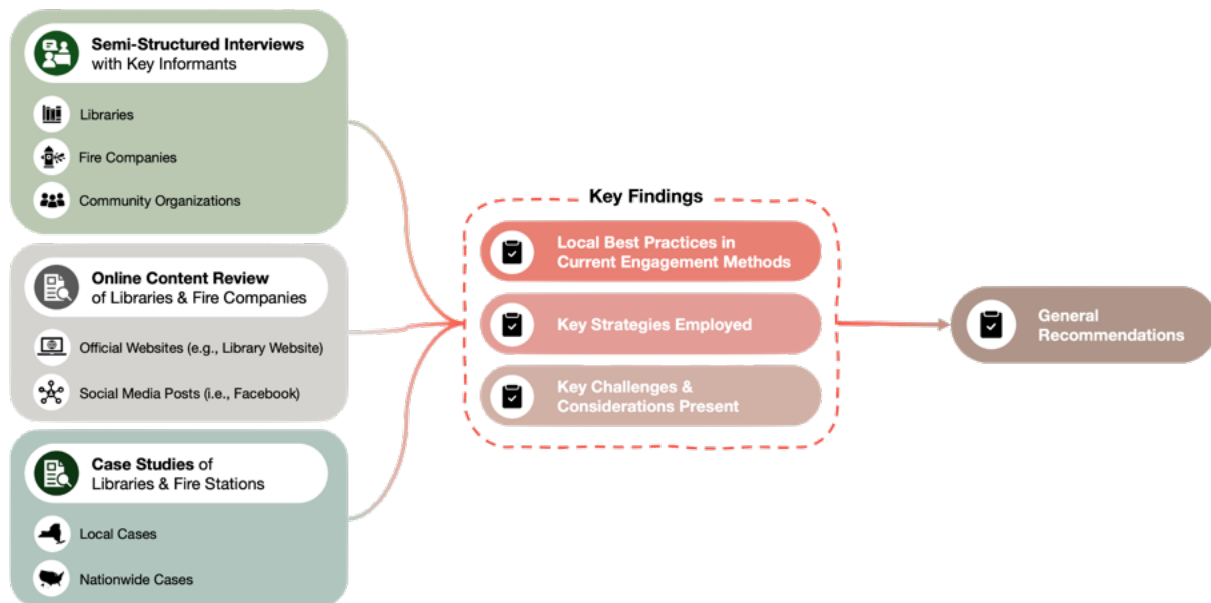 Semi-Structured Interviews
with Key Informants
Libraries
Fire Companies
Community Organizations
Online Content Review
of Libraries & Fire Companies
Official Websites (e.g., Library Website)
Social Media Posts (i.e., Facebook)
Case Studies of
Libraries & Fire Stations
Local Cases
Nationwide Cases
Key Findings
Local Best Practices in
Current Engagement Methods
Key Strategies Employed
Key Challenges &
Considerations Present
General
Recommendations